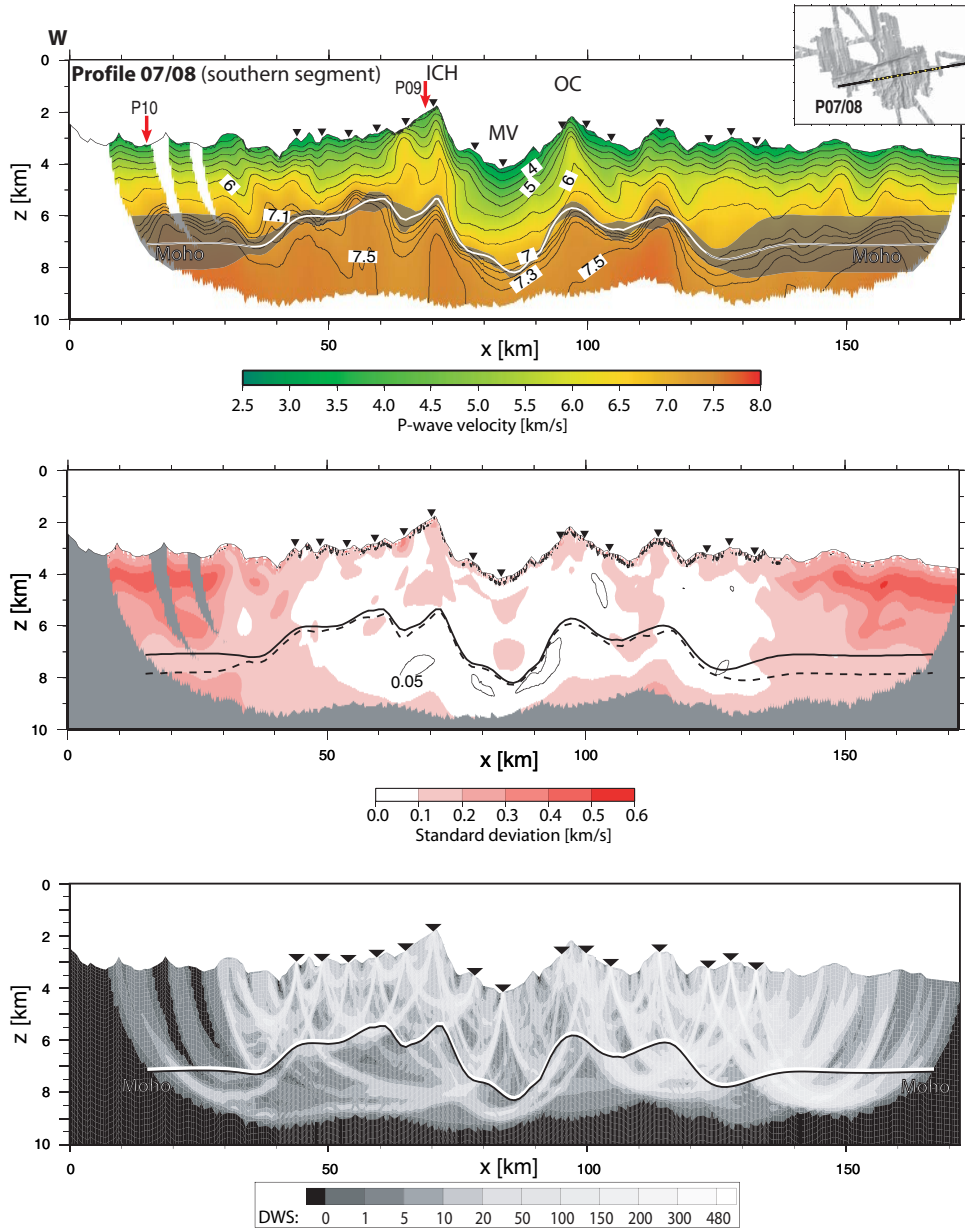 W
Profile 07/08 (southern segment)
ICH
P09
P10
OC
MV
P07/08
0
2
4
6
8
10
z [km]
6
7.1
7.5
4
5
6
7
7.3
7.5
Moho
Moho
0 50 100 150
x [km]
2.5 3.0 3.5 4.0 4.5 5.0 5.5 6.0 6.5 7.0 7.5 8.0
P-wave velocity [km/s]
0
2
4
6
8
10
z [km]
0.05
0 50 100 150
x [km]
0.0 0.1 0.2 0.3 0.4 0.5 0.6
Standard deviation [km/s]
0
2
4
6
8
10
z [km]
Moho
Moho
0 50 100 150
x [km]
DWS: 0 1 5 10 20 50 100 150 200 300 480